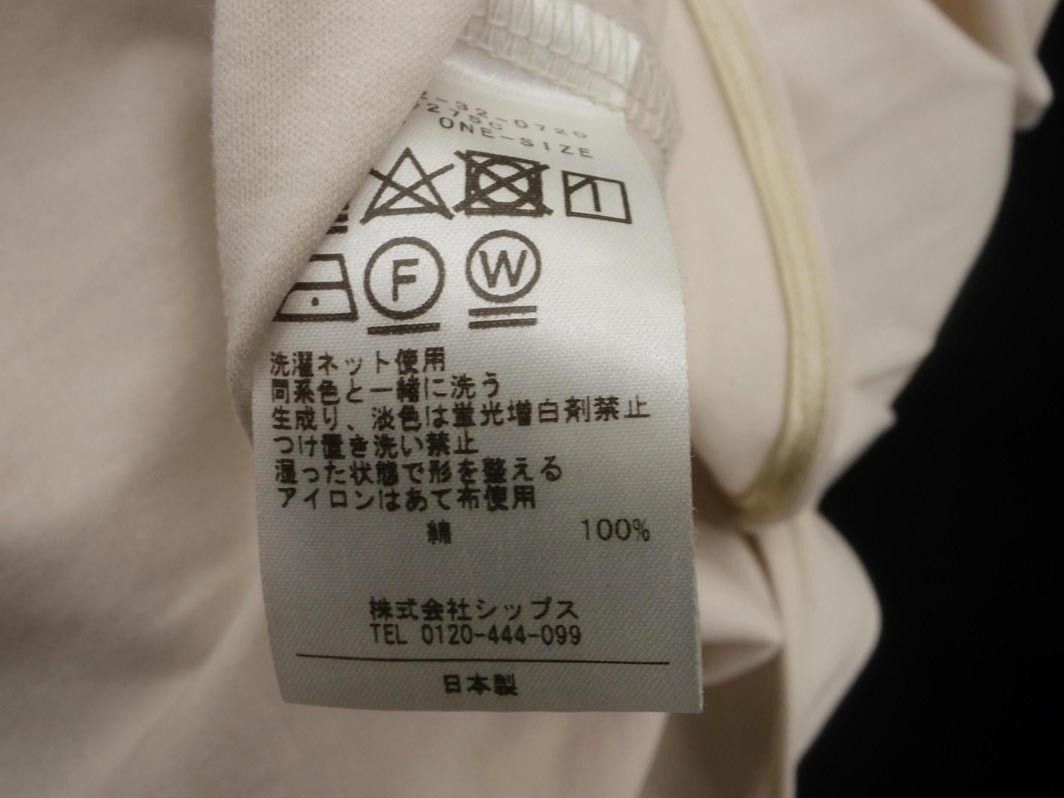 -32-0720
ONE-SIZE
F W
洗濯ネット使用
同系色と一緒に洗う
生成り、淡色は蛍光増白剤禁止
つけ置き洗い禁止
湿った状態で形を整える
アイロンはあて布使用
綿 100%
株式会社シップス
TEL 0120-444-099
日本製